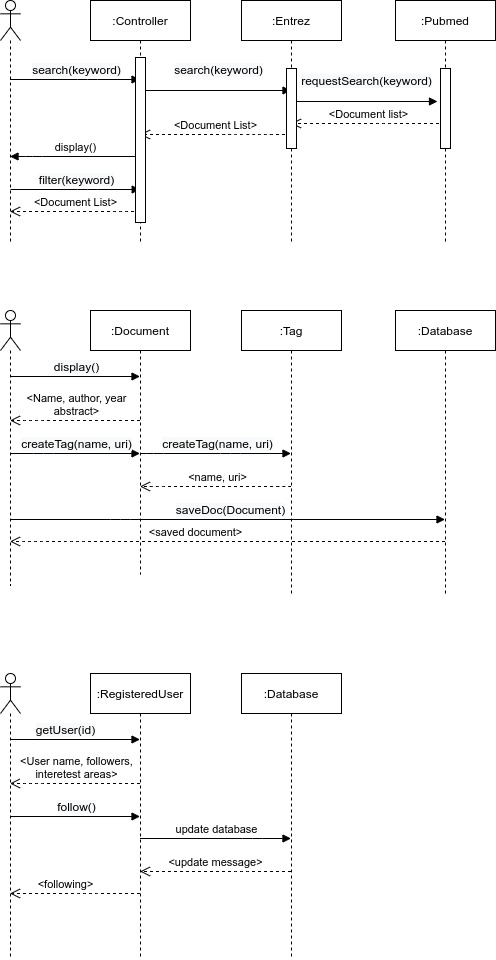 :Controller
:Entrez
:Pubmed
search(keyword)
search(keyword)
requestSearch(keyword)
<Document list>
<Document List>
display()
filter(keyword)
<Document List>
:Document
:Tag
:Database
display()
<Name, author, year
abstract>
createTag(name, uri)
createTag(name, uri)
<name, uri>
saveDoc(Document)
<saved document>
:RegisteredUser
:Database
getUser(id)
<User name, followers,
interetest areas>
follow()
update database
<update message>
<following>